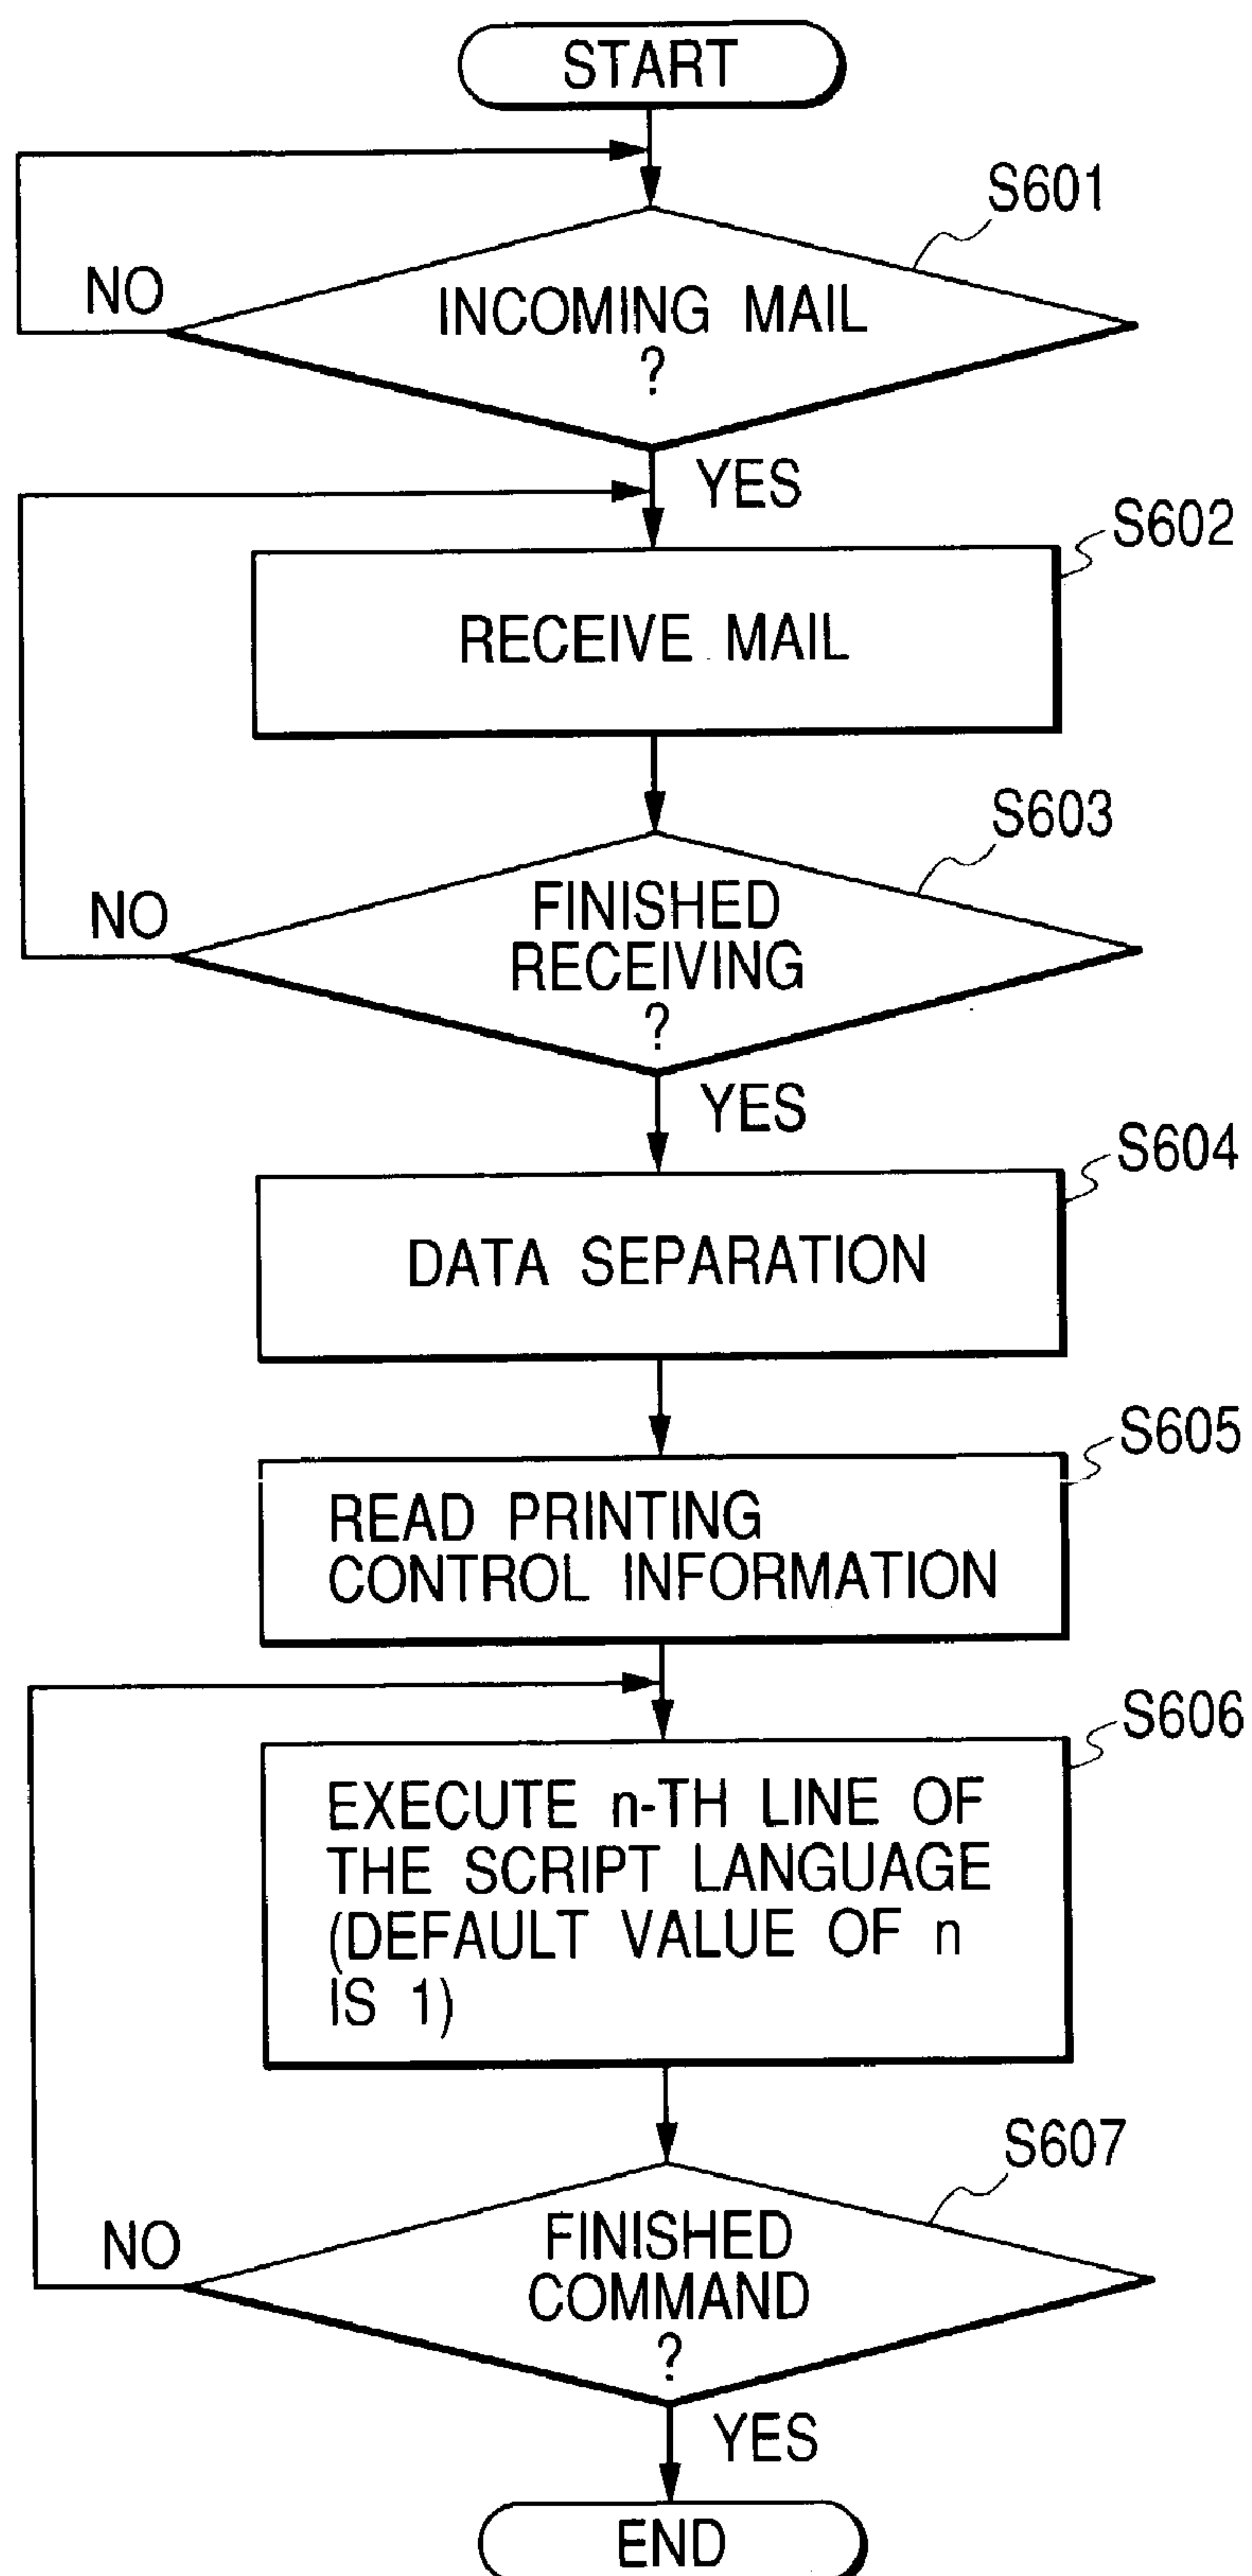 START
S601
NO
INCOMING MAIL
?
YES
S602
RECEIVE MAIL
S603
NO
FINISHED
RECEIVING
?
YES
S604
DATA SEPARATION
S605
READ PRINTING
CONTROL INFORMATION
S606
EXECUTE n-TH LINE OF
THE SCRIPT LANGUAGE
(DEFAULT VALUE OF n
IS 1)
S607
NO
FINISHED
COMMAND
?
YES
END